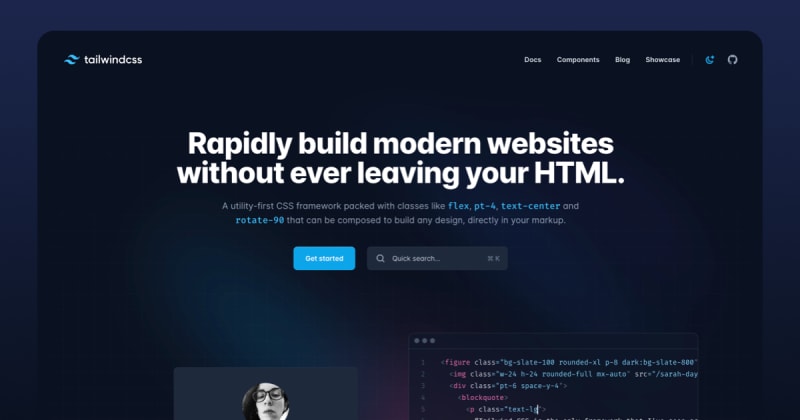 tailwindcss
Docs Components Blog Showcase
Rapidly build modern websites
without ever leaving your HTML.
A utility-first CSS framework packed with classes like flex, pt-4, text-center and
rotate-90 that can be composed to build any design, directly in your markup.
Get started
Quick search... ⌘ K
1 <figure class="bg-slate-100 rounded-xl p-8 dark:bg-slate-800"
2 <img class="w-24 h-24 rounded-full mx-auto" src="/sarah-day
3 <div class="pt-6 space-y-4">
4 <blockquote>
5 <p class="text-lg">